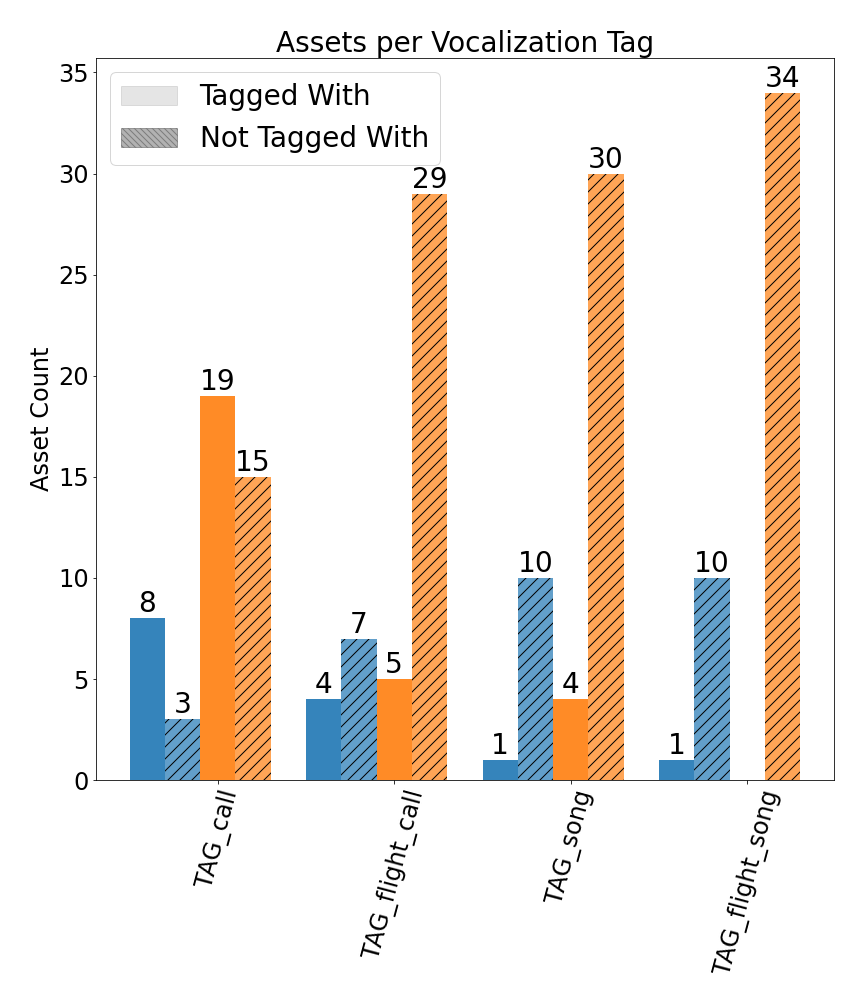 Assets per Vocalization Tag
Tagged With
Not Tagged With
Asset Count
35
30
25
20
15
10
5
0
8
3
19
15
4
7
5
29
1
10
4
30
1
10
34
TAG_call
TAG_flight_call
TAG_song
TAG_flight_song